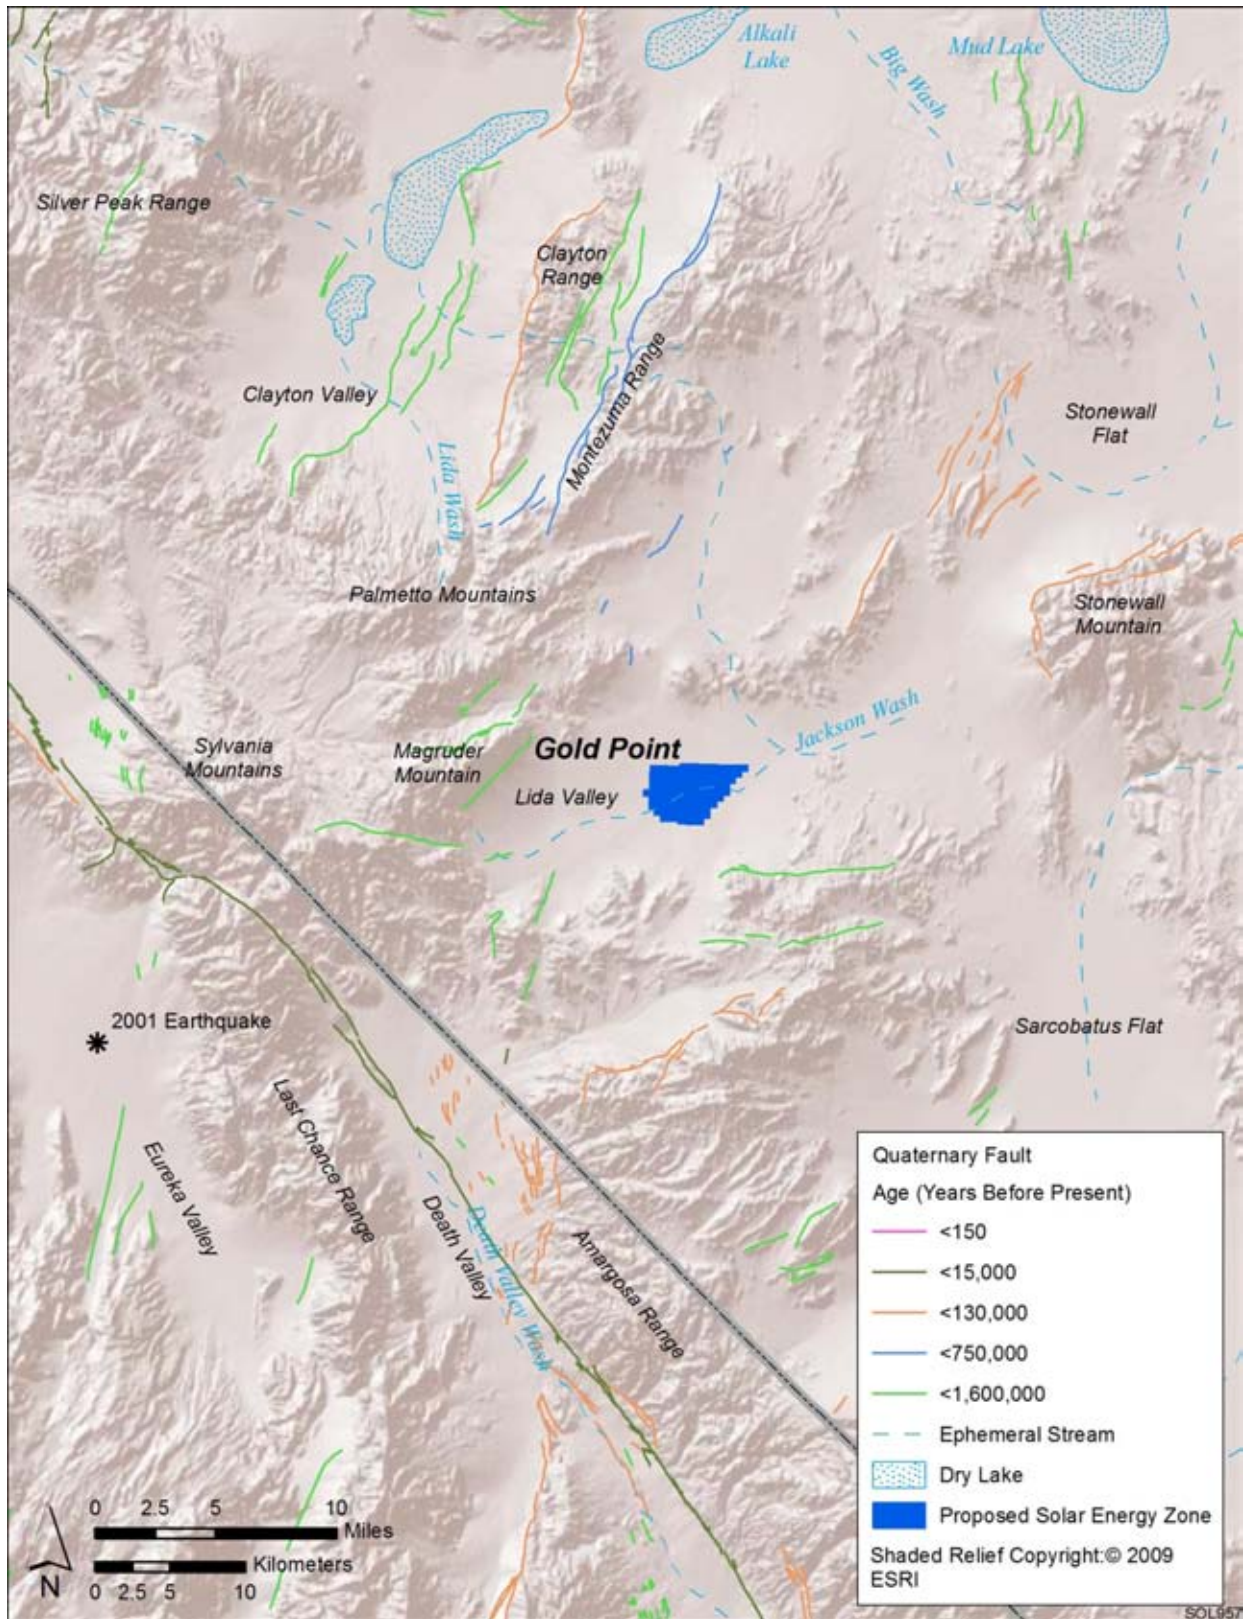 Alkali
Lake
Big Wash
Mud Lake
Silver Peak Range
Clayton
Range
Montezuma Range
Clayton Valley
Lida Wash
Stonewall
Flat
Palmetto Mountains
Stonewall
Mountain
Jackson Wash
Sylvania
Mountains
Magruder
Mountain
Gold Point
Lida Valley
2001 Earthquake
Sarcobatus Flat
Last Chance Range
Eureka Valley
Death Valley
Death Valley Wash
Amargosa Range
Quaternary Fault
Age (Years Before Present)
<150
<15,000
<130,000
<750,000
<1,600,000
Ephemeral Stream
Dry Lake
Proposed Solar Energy Zone
Shaded Relief Copyright:© 2009
ESRI
0 2.5 5 10
Miles
Kilometers
0 2.5 5 10
N
SOL957